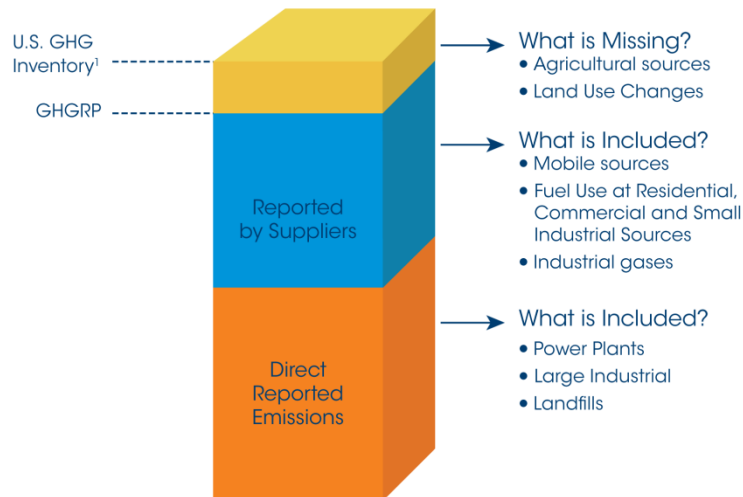 U.S. GHG
Inventory¹
GHGRP
Reported
by Suppliers
Direct
Reported
Emissions
What is Missing?
• Agricultural sources
• Land Use Changes
What is Included?
• Mobile sources
• Fuel Use at Residential,
Commercial and Small
Industrial Sources
• Industrial gases
What is Included?
• Power Plants
• Large Industrial
• Landfills